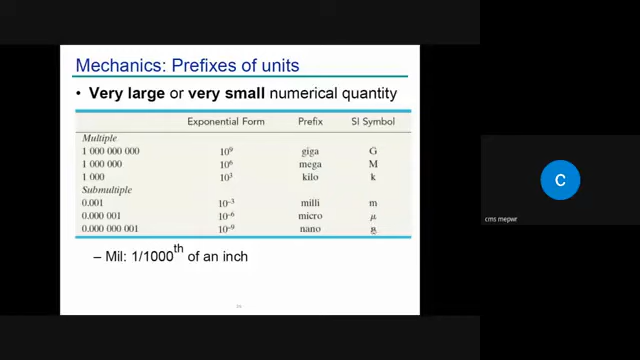 Mechanics: Prefixes of units
• Very large or very small numerical quantity
Exponential Form Prefix SI Symbol
Multiple
1 000 000 000 10⁹ giga G
1 000 000 10⁶ mega M
1 000 10³ kilo k
Submultiple
0.001 10⁻³ milli m
0.000 001 10⁻⁶ micro μ
0.000 000 001 10⁻⁹ nano
– Mil: 1/1000th of an inch
C
cms mepwr